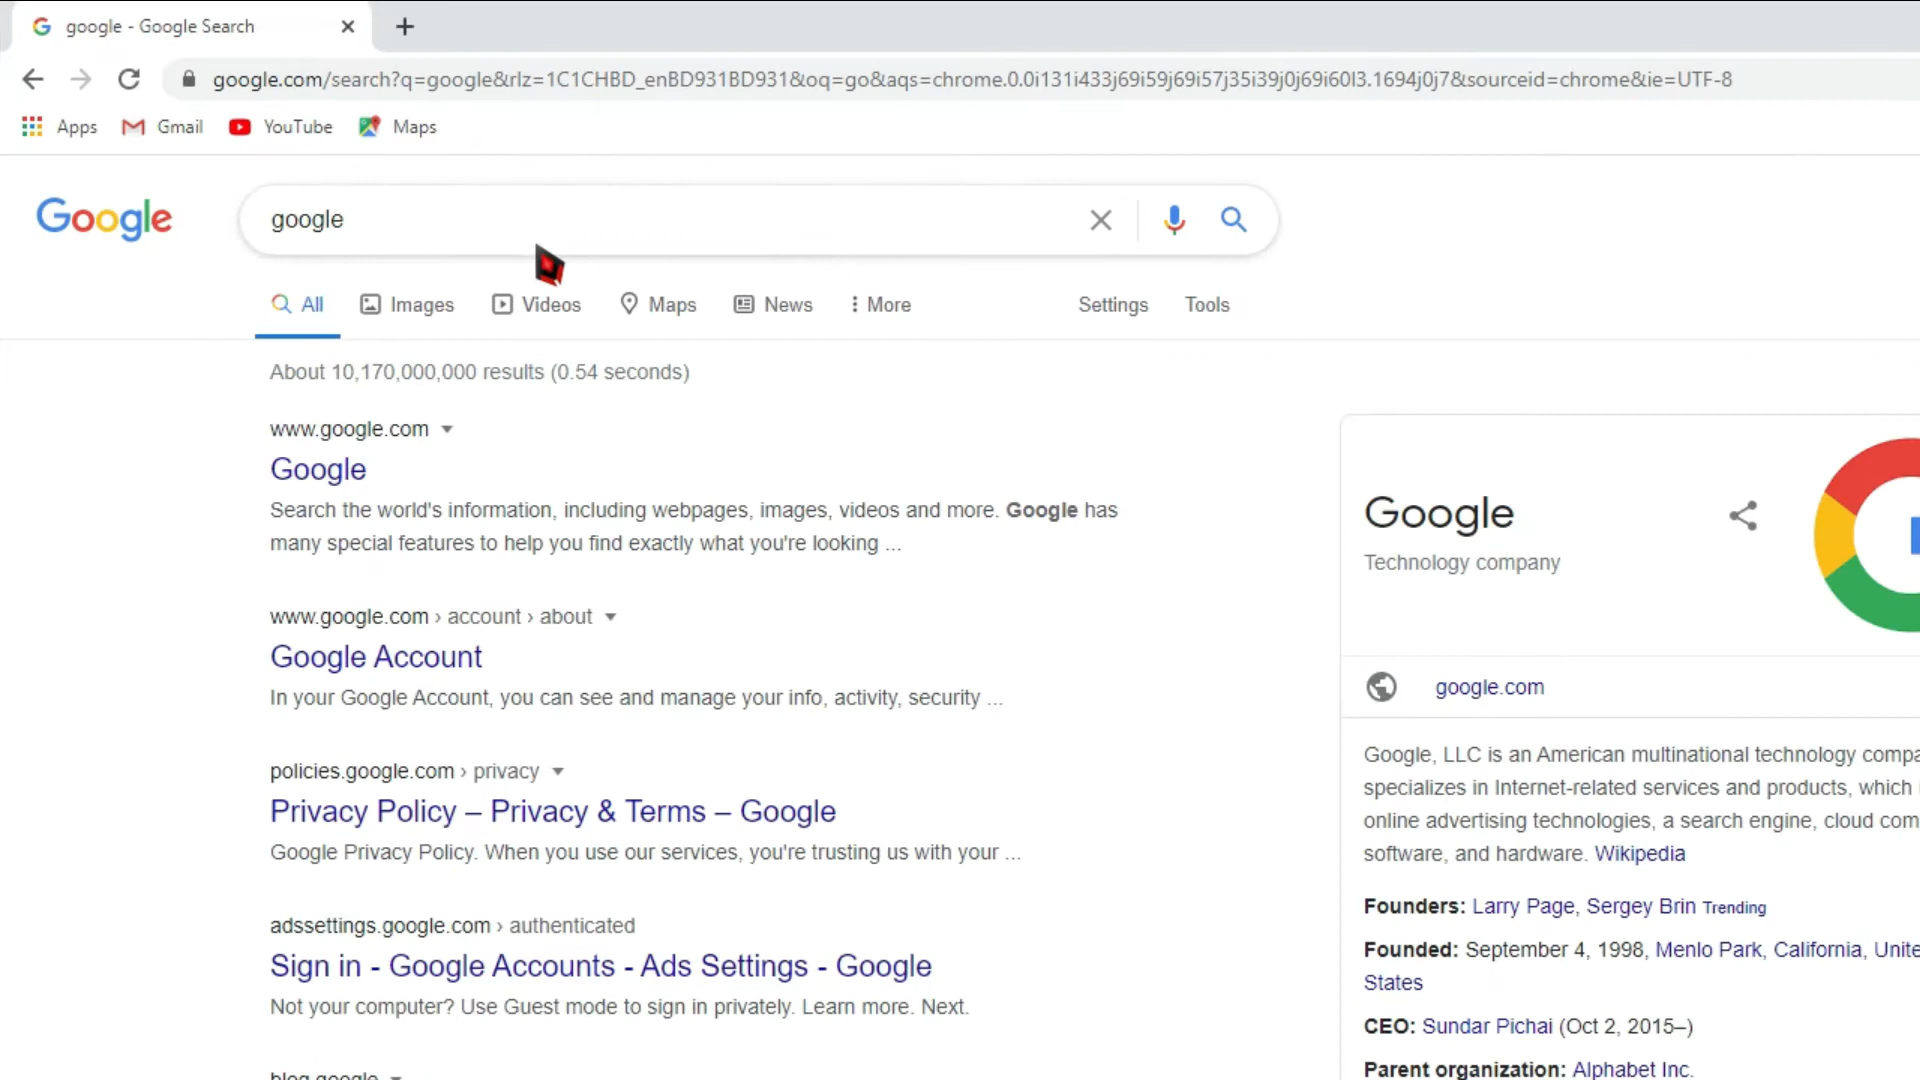 google - Google Search
google.com/search?q=google&rlz=1C1CHBD_enBD931BD931&oq=go&aqs=chrome.0.0i131i433j69i59j69i57j35i39j0j69i60l3.1694j0j7&sourceid=chrome&ie=UTF-8
Apps Gmail YouTube Maps
Google google
All Images Videos Maps News More Settings Tools
About 10,170,000,000 results (0.54 seconds)
www.google.com
Google
Search the world's information, including webpages, images, videos and more. Google has
many special features to help you find exactly what you're looking ...
www.google.com › account › about
Google Account
In your Google Account, you can see and manage your info, activity, security ...
policies.google.com › privacy
Privacy Policy – Privacy & Terms – Google
Google Privacy Policy. When you use our services, you're trusting us with your ...
adssettings.google.com › authenticated
Sign in - Google Accounts - Ads Settings - Google
Not your computer? Use Guest mode to sign in privately. Learn more. Next.
blog.google
Google
Technology company
google.com
Google, LLC is an American multinational technology compa
specializes in Internet-related services and products, which
online advertising technologies, a search engine, cloud com
software, and hardware. Wikipedia
Founders: Larry Page, Sergey Brin Trending
Founded: September 4, 1998, Menlo Park, California, Unite
States
CEO: Sundar Pichai (Oct 2, 2015–)
Parent organization: Alphabet Inc.